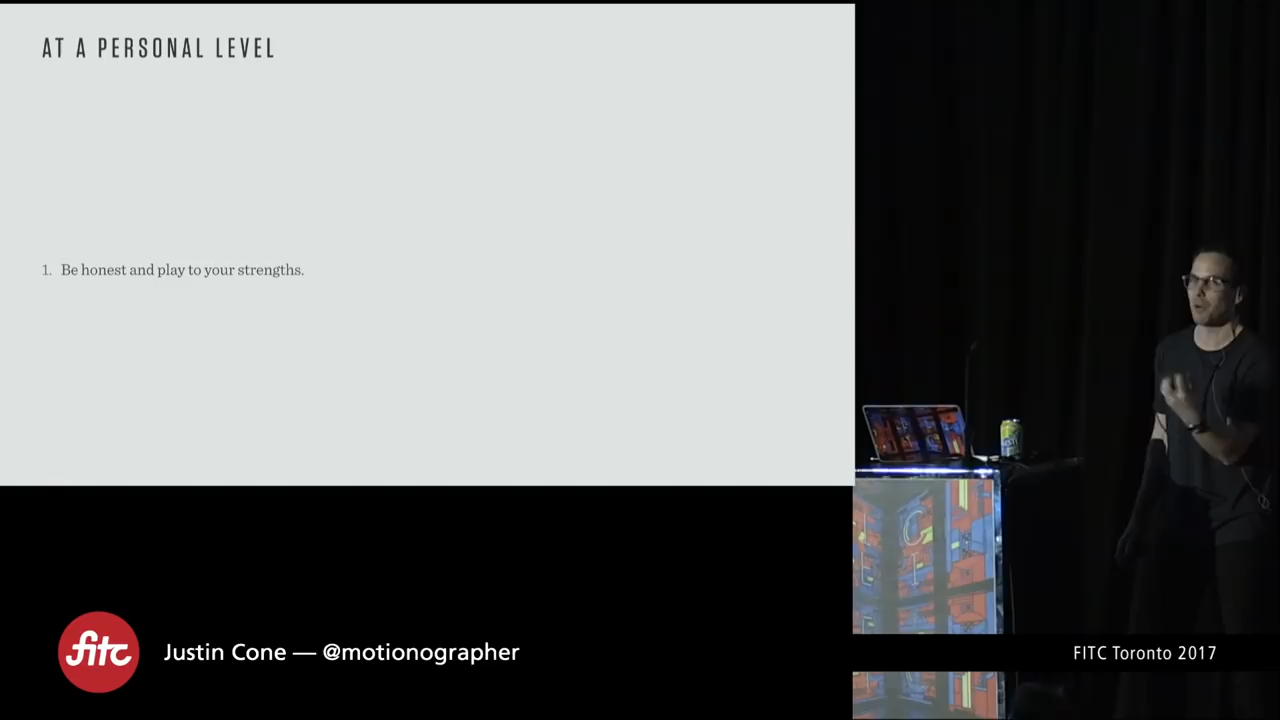 AT A PERSONAL LEVEL
1. Be honest and play to your strengths.
fitc
Justin Cone — @motionographer
FITC Toronto 2017